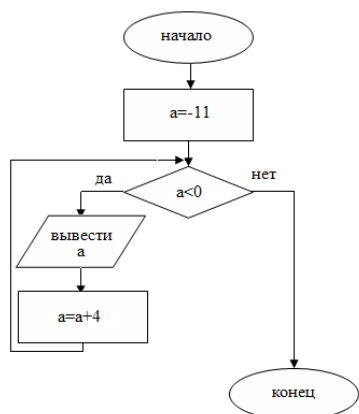 начало
a=-11
да
a<0
нет
вывести
a
a=a+4
конец